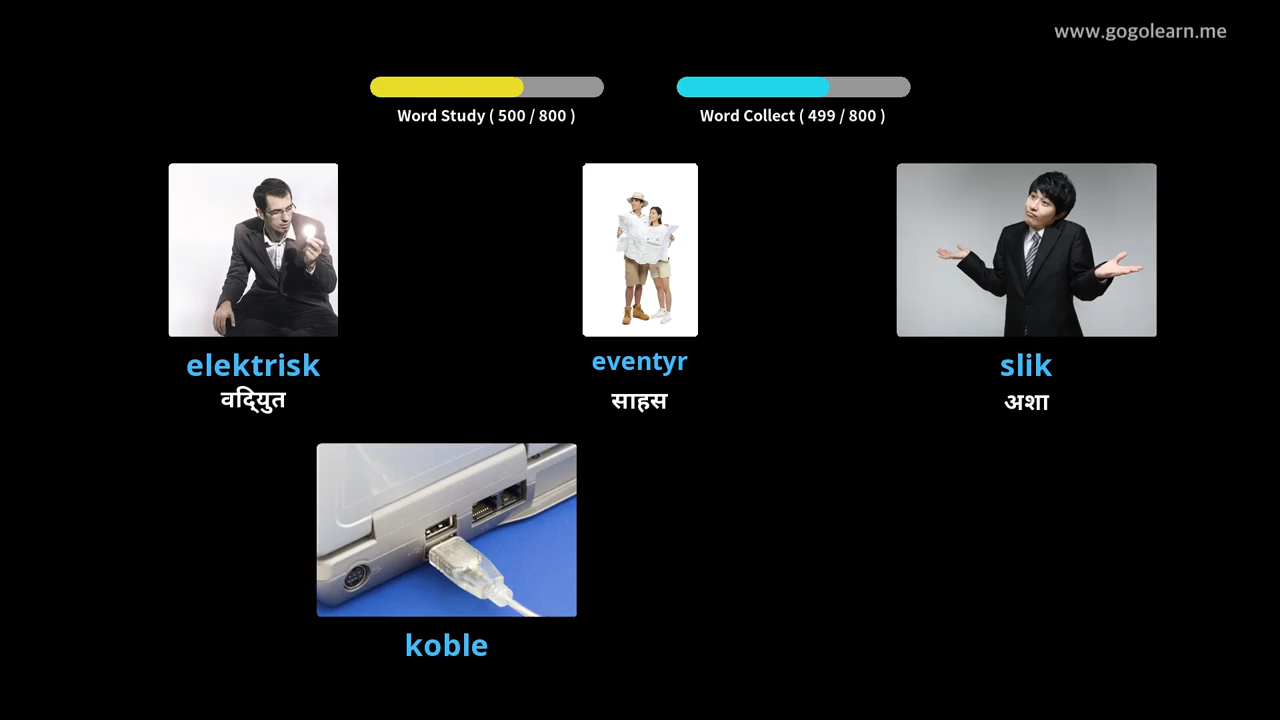 www.gogolearn.me
Word Study ( 500 / 800 )
Word Collect ( 499 / 800 )
elektrisk
eventyr
slik
वदि्युत
साहस
अशा
koble